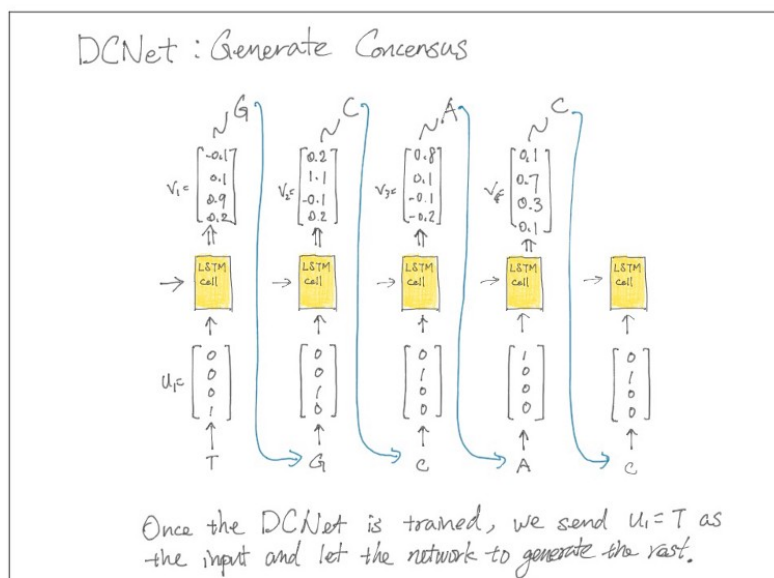 DCNet : Generate Concensus
~G ~C ~A ~C
V₁= [-0.17 0.1 0.9 0.2] V₂= [0.2 1.1 -0.1 0.2] V₃= [0.8 0.1 -0.1 -0.2] V₄= [0.1 0.7 0.3 0.1]
LSTM LSTM LSTM LSTM LSTM
cell cell cell cell cell
U₁= [0 0 0 1] [0 0 1 0] [0 1 0 0] [1 0 0 0] [0 1 0 0]
T G C A C
Once the DCNet is trained, we send U₁=T as
the input and let the network to generate the rest.